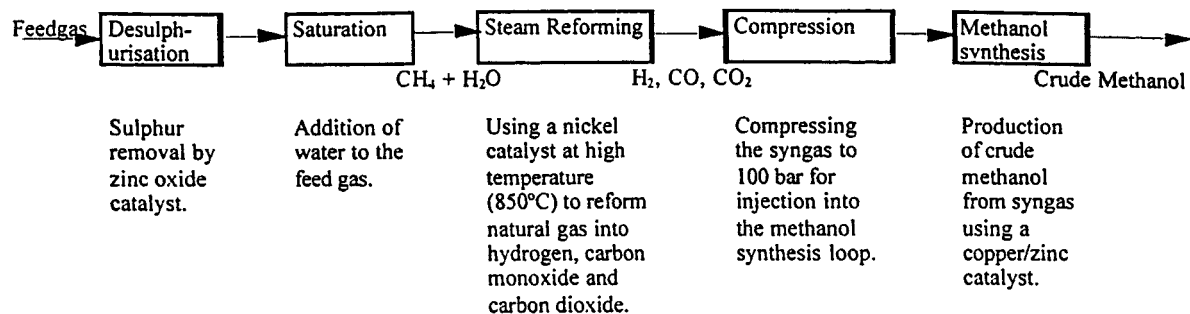 Feedgas
Desulph-
urisation
Saturation
Steam Reforming
Compression
Methanol
synthesis
CH₄ + H₂O
H₂, CO, CO₂
Crude Methanol
Sulphur
removal by
zinc oxide
catalyst.
Addition of
water to the
feed gas.
Using a nickel
catalyst at high
temperature
(850°C) to reform
natural gas into
hydrogen, carbon
monoxide and
carbon dioxide.
Compressing
the syngas to
100 bar for
injection into
the methanol
synthesis loop.
Production
of crude
methanol
from syngas
using a
copper/zinc
catalyst.